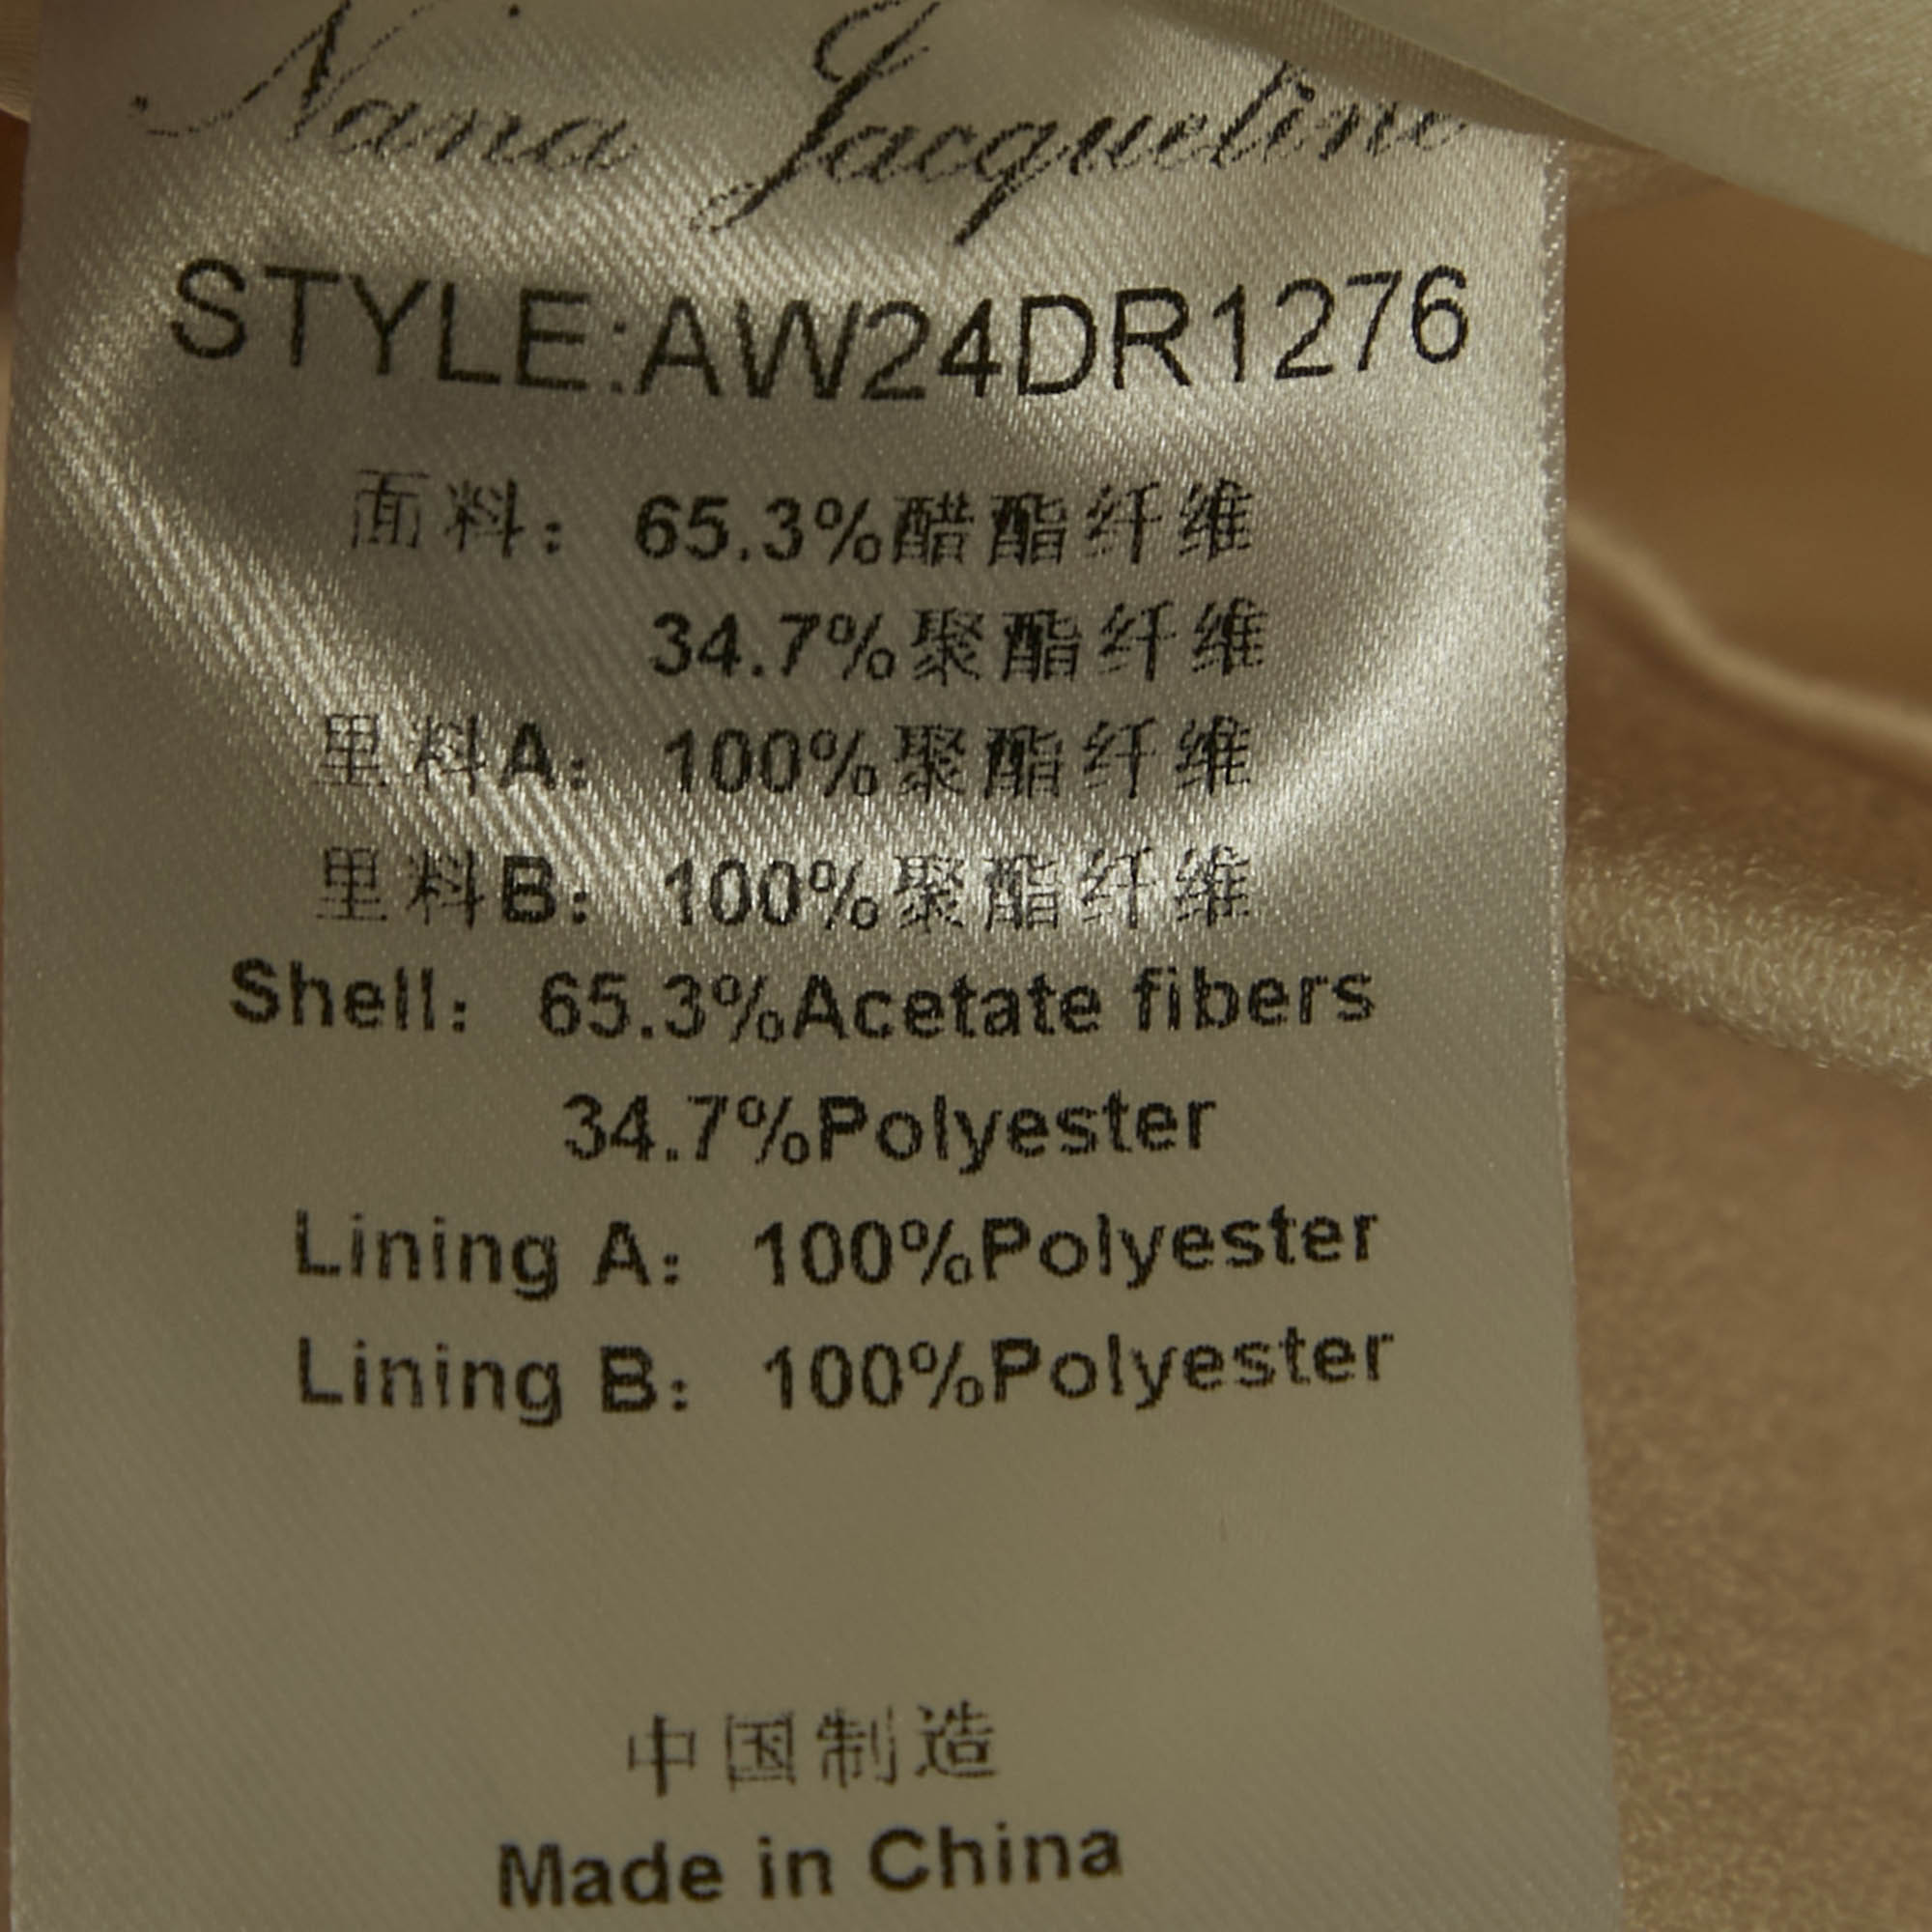 Nana Jacqueline
STYLE:AW24DR1276
面料： 65.3%醋酯纤维
34.7%聚酯纤维
里料A： 100%聚酯纤维
里料B： 100%聚酯纤维
Shell： 65.3%Acetate fibers
34.7%Polyester
Lining A： 100%Polyester
Lining B： 100%Polyester
中国制造
Made in China